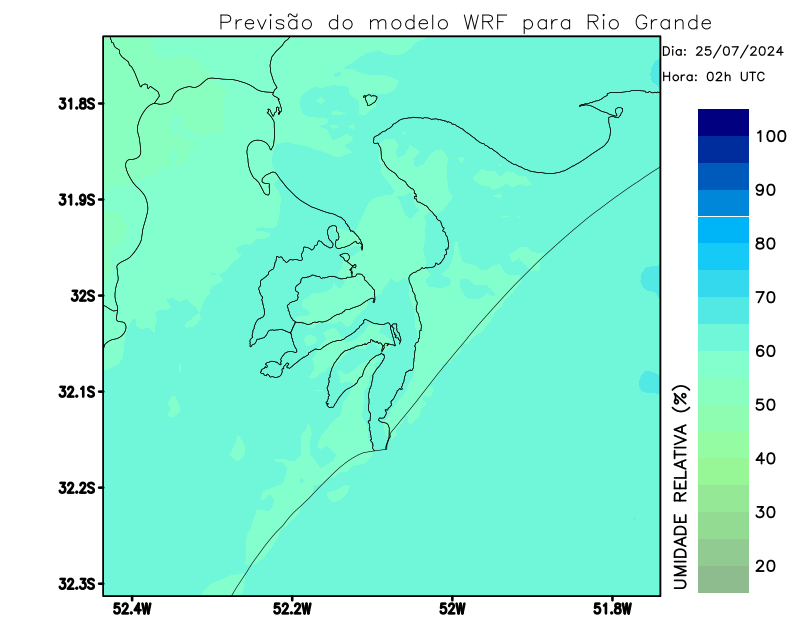 Previsão do modelo WRF para Rio Grande
Dia: 25/07/2024
Hora: 02h UTC
31.8S
31.9S
32S
32.1S
32.2S
32.3S
52.4W
52.2W
52W
51.8W
100
90
80
70
60
50
40
30
20
UMIDADE RELATIVA (%)